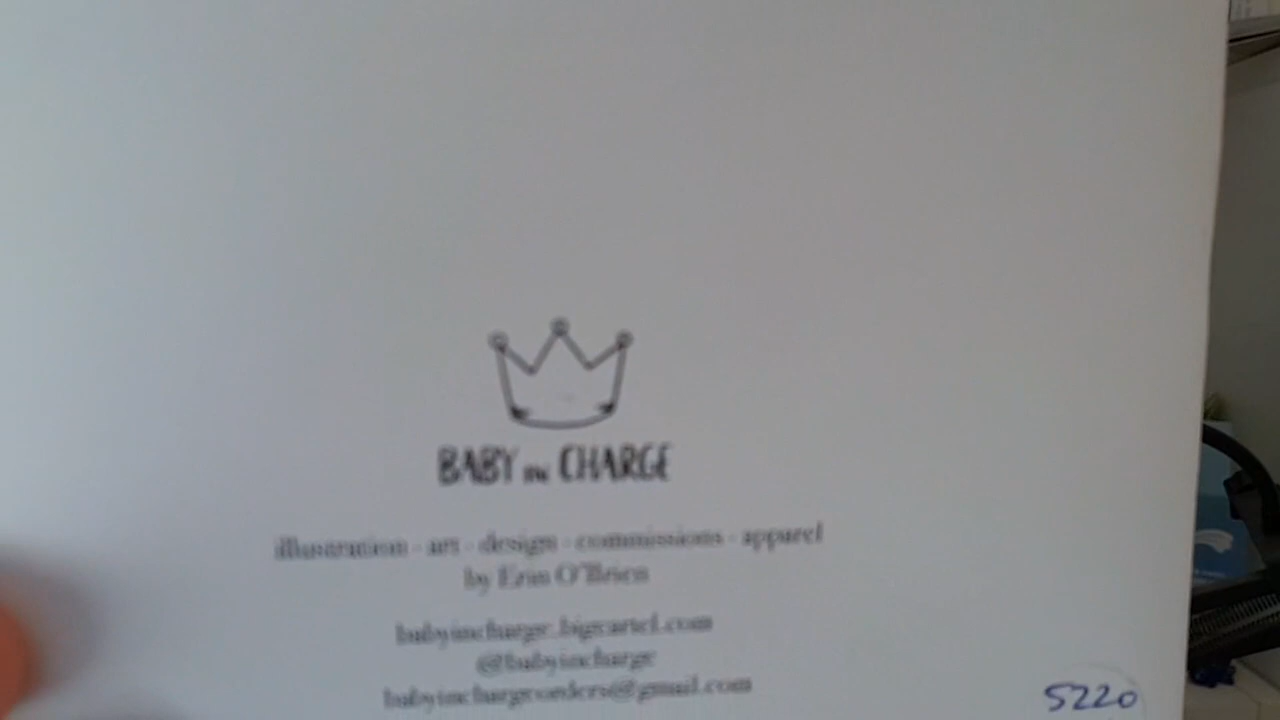 BABY IN CHARGE
illustration - art - design - commissions - apparel
by Erin O'Brien
babyincharge.bigcartel.com
@babyincharge
babyinchargeorders@gmail.com
5220